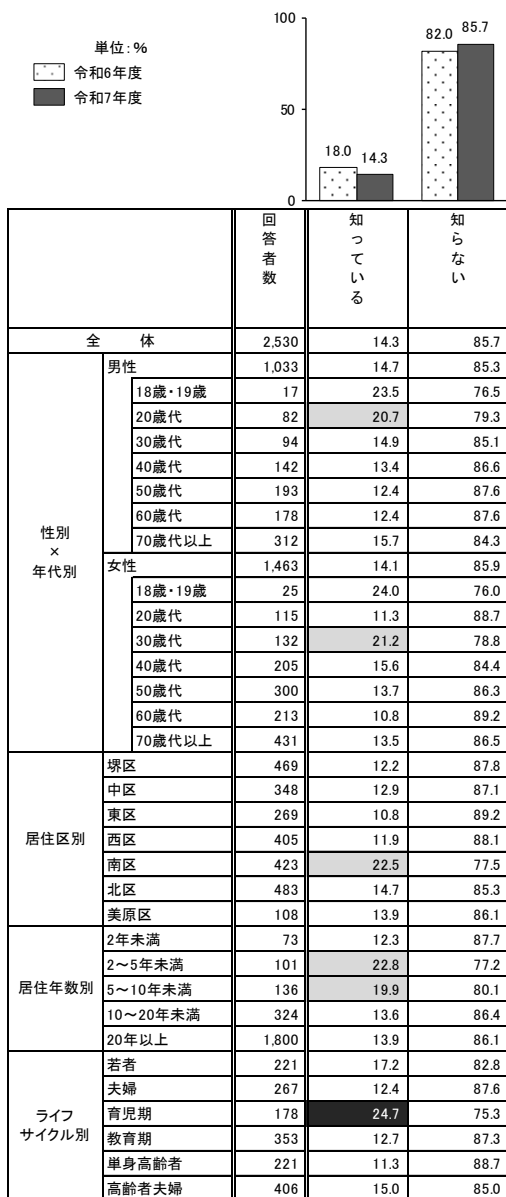 単位：％
令和6年度
令和7年度
100
50
0
18.0 14.3
82.0 85.7
回答者数 知っている 知らない
全 体 2,530 14.3 85.7
性別×年代別
男性 1,033 14.7 85.3
18歳・19歳 17 23.5 76.5
20歳代 82 20.7 79.3
30歳代 94 14.9 85.1
40歳代 142 13.4 86.6
50歳代 193 12.4 87.6
60歳代 178 12.4 87.6
70歳代以上 312 15.7 84.3
女性 1,463 14.1 85.9
18歳・19歳 25 24.0 76.0
20歳代 115 11.3 88.7
30歳代 132 21.2 78.8
40歳代 205 15.6 84.4
50歳代 300 13.7 86.3
60歳代 213 10.8 89.2
70歳代以上 431 13.5 86.5
居住区別
堺区 469 12.2 87.8
中区 348 12.9 87.1
東区 269 10.8 89.2
西区 405 11.9 88.1
南区 423 22.5 77.5
北区 483 14.7 85.3
美原区 108 13.9 86.1
居住年数別
2年未満 73 12.3 87.7
2～5年未満 101 22.8 77.2
5～10年未満 136 19.9 80.1
10～20年未満 324 13.6 86.4
20年以上 1,800 13.9 86.1
ライフサイクル別
若者 221 17.2 82.8
夫婦 267 12.4 87.6
育児期 178 24.7 75.3
教育期 353 12.7 87.3
単身高齢者 221 11.3 88.7
高齢者夫婦 406 15.0 85.0